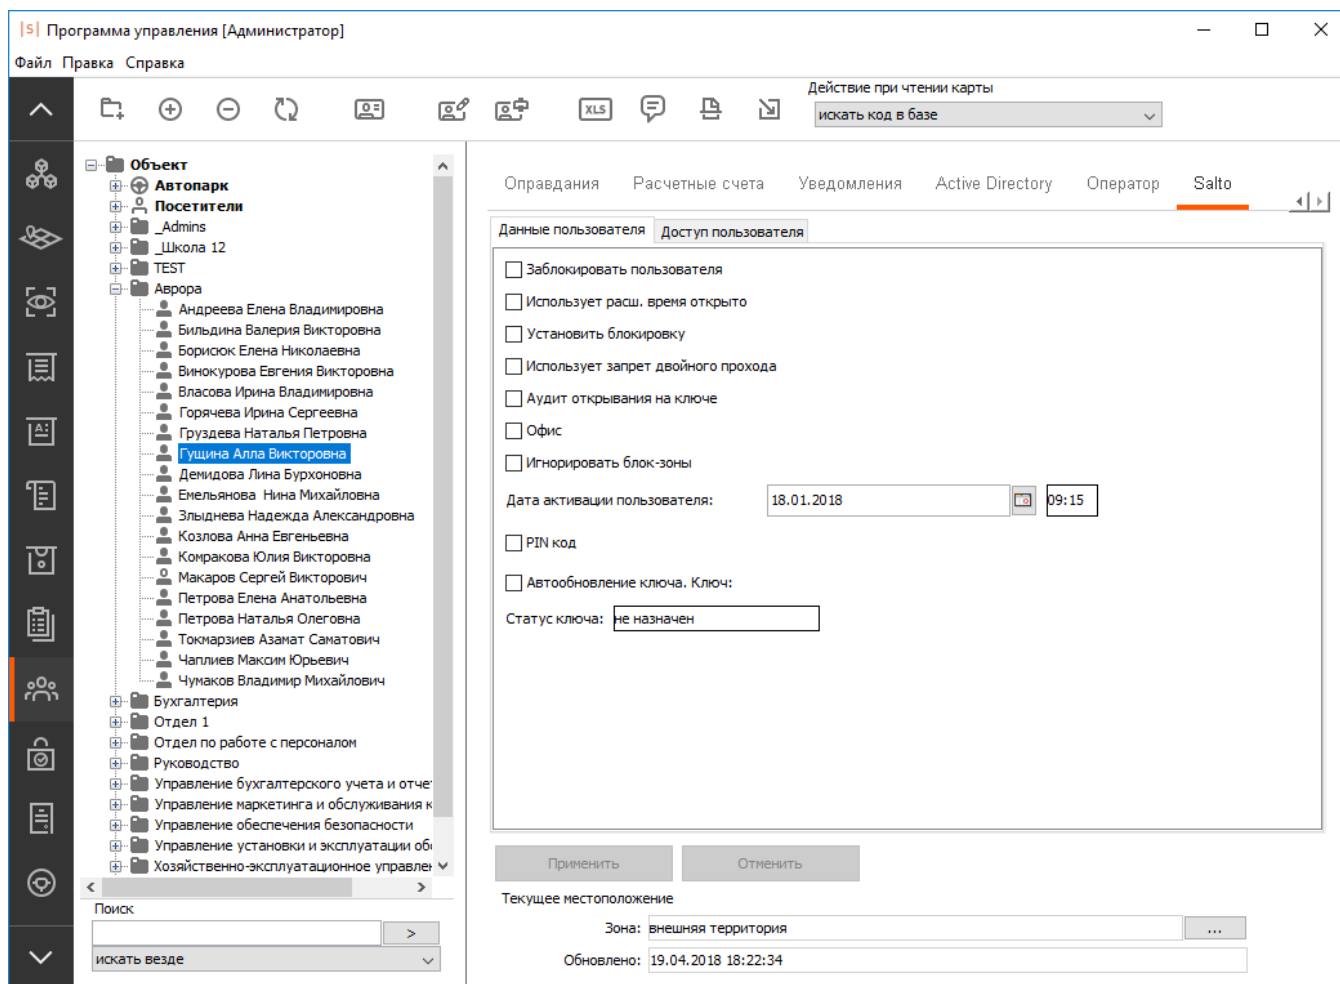 |S| Программа управления [Администратор]
Файл Правка Справка
XLS
Действие при чтении карты
искать код в базе
A:
Объект
Автопарк
Посетители
_Admins
_Школа 12
TEST
Аврора
Андреева Елена Владимировна
Бильдина Валерия Викторовна
Борисюк Елена Николаевна
Винокурова Евгения Викторовна
Власова Ирина Владимировна
Горячева Ирина Сергеевна
Груздева Наталья Петровна
Гущина Алла Викторовна
Демидова Лина Бурхоновна
Емельянова Нина Михайловна
Злыднева Надежда Александровна
Козлова Анна Евгеньевна
Комракова Юлия Викторовна
Макаров Сергей Викторович
Петрова Елена Анатольевна
Петрова Наталья Олеговна
Токмарзиев Азамат Саматович
Чаплиев Максим Юрьевич
Чумаков Владимир Михайлович
Бухгалтерия
Отдел 1
Отдел по работе с персоналом
Руководство
Управление бухгалтерского учета и отче
Управление маркетинга и обслуживания к
Управление обеспечения безопасности
Управление установки и эксплуатации об
Хозяйственно-эксплуатационное управле
Поиск
>
искать везде
Оправдания Расчетные счета Уведомления Active Directory Оператор Salto
Данные пользователя Доступ пользователя
Заблокировать пользователя
Использует расш. время открыто
Установить блокировку
Использует запрет двойного прохода
Аудит открывания на ключе
Офис
Игнорировать блок-зоны
Дата активации пользователя: 18.01.2018 09:15
PIN код
Автообновление ключа. Ключ:
Статус ключа: не назначен
Применить Отменить
Текущее местоположение
Зона: внешняя территория ...
Обновлено: 19.04.2018 18:22:34